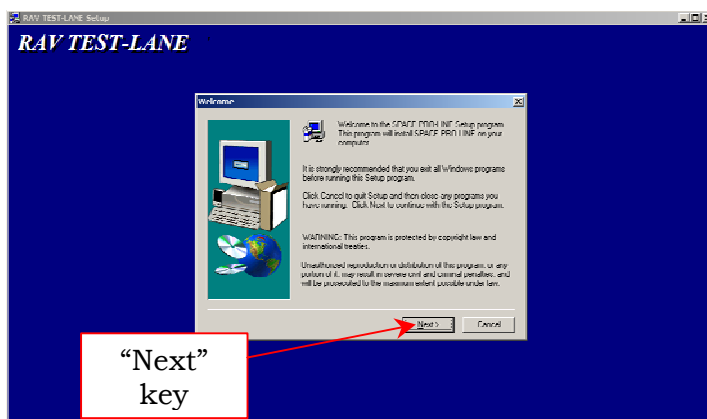 RAV TEST-LANE Setup
RAV TEST-LANE
Welcome
Welcome to the SPACE PRO-LINE Setup program.
This program will install SPACE PRO-LINE on your
computer.
It is strongly recommended that you exit all Windows programs
before running this Setup program.
Click Cancel to quit Setup and then close any programs you
have running. Click Next to continue with the Setup program.
WARNING: This program is protected by copyright law and
international treaties.
Unauthorized reproduction or distribution of this program, or any
portion of it, may result in severe civil and criminal penalties, and
will be prosecuted to the maximum extent possible under law.
Next >
Cancel
“Next”
key